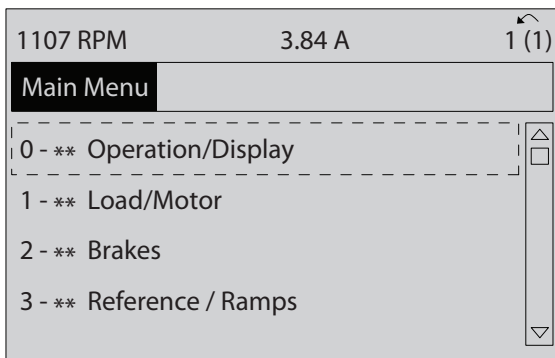 1107 RPM 3.84 A 1 (1)
Main Menu
0 - ** Operation/Display
1 - ** Load/Motor
2 - ** Brakes
3 - ** Reference / Ramps